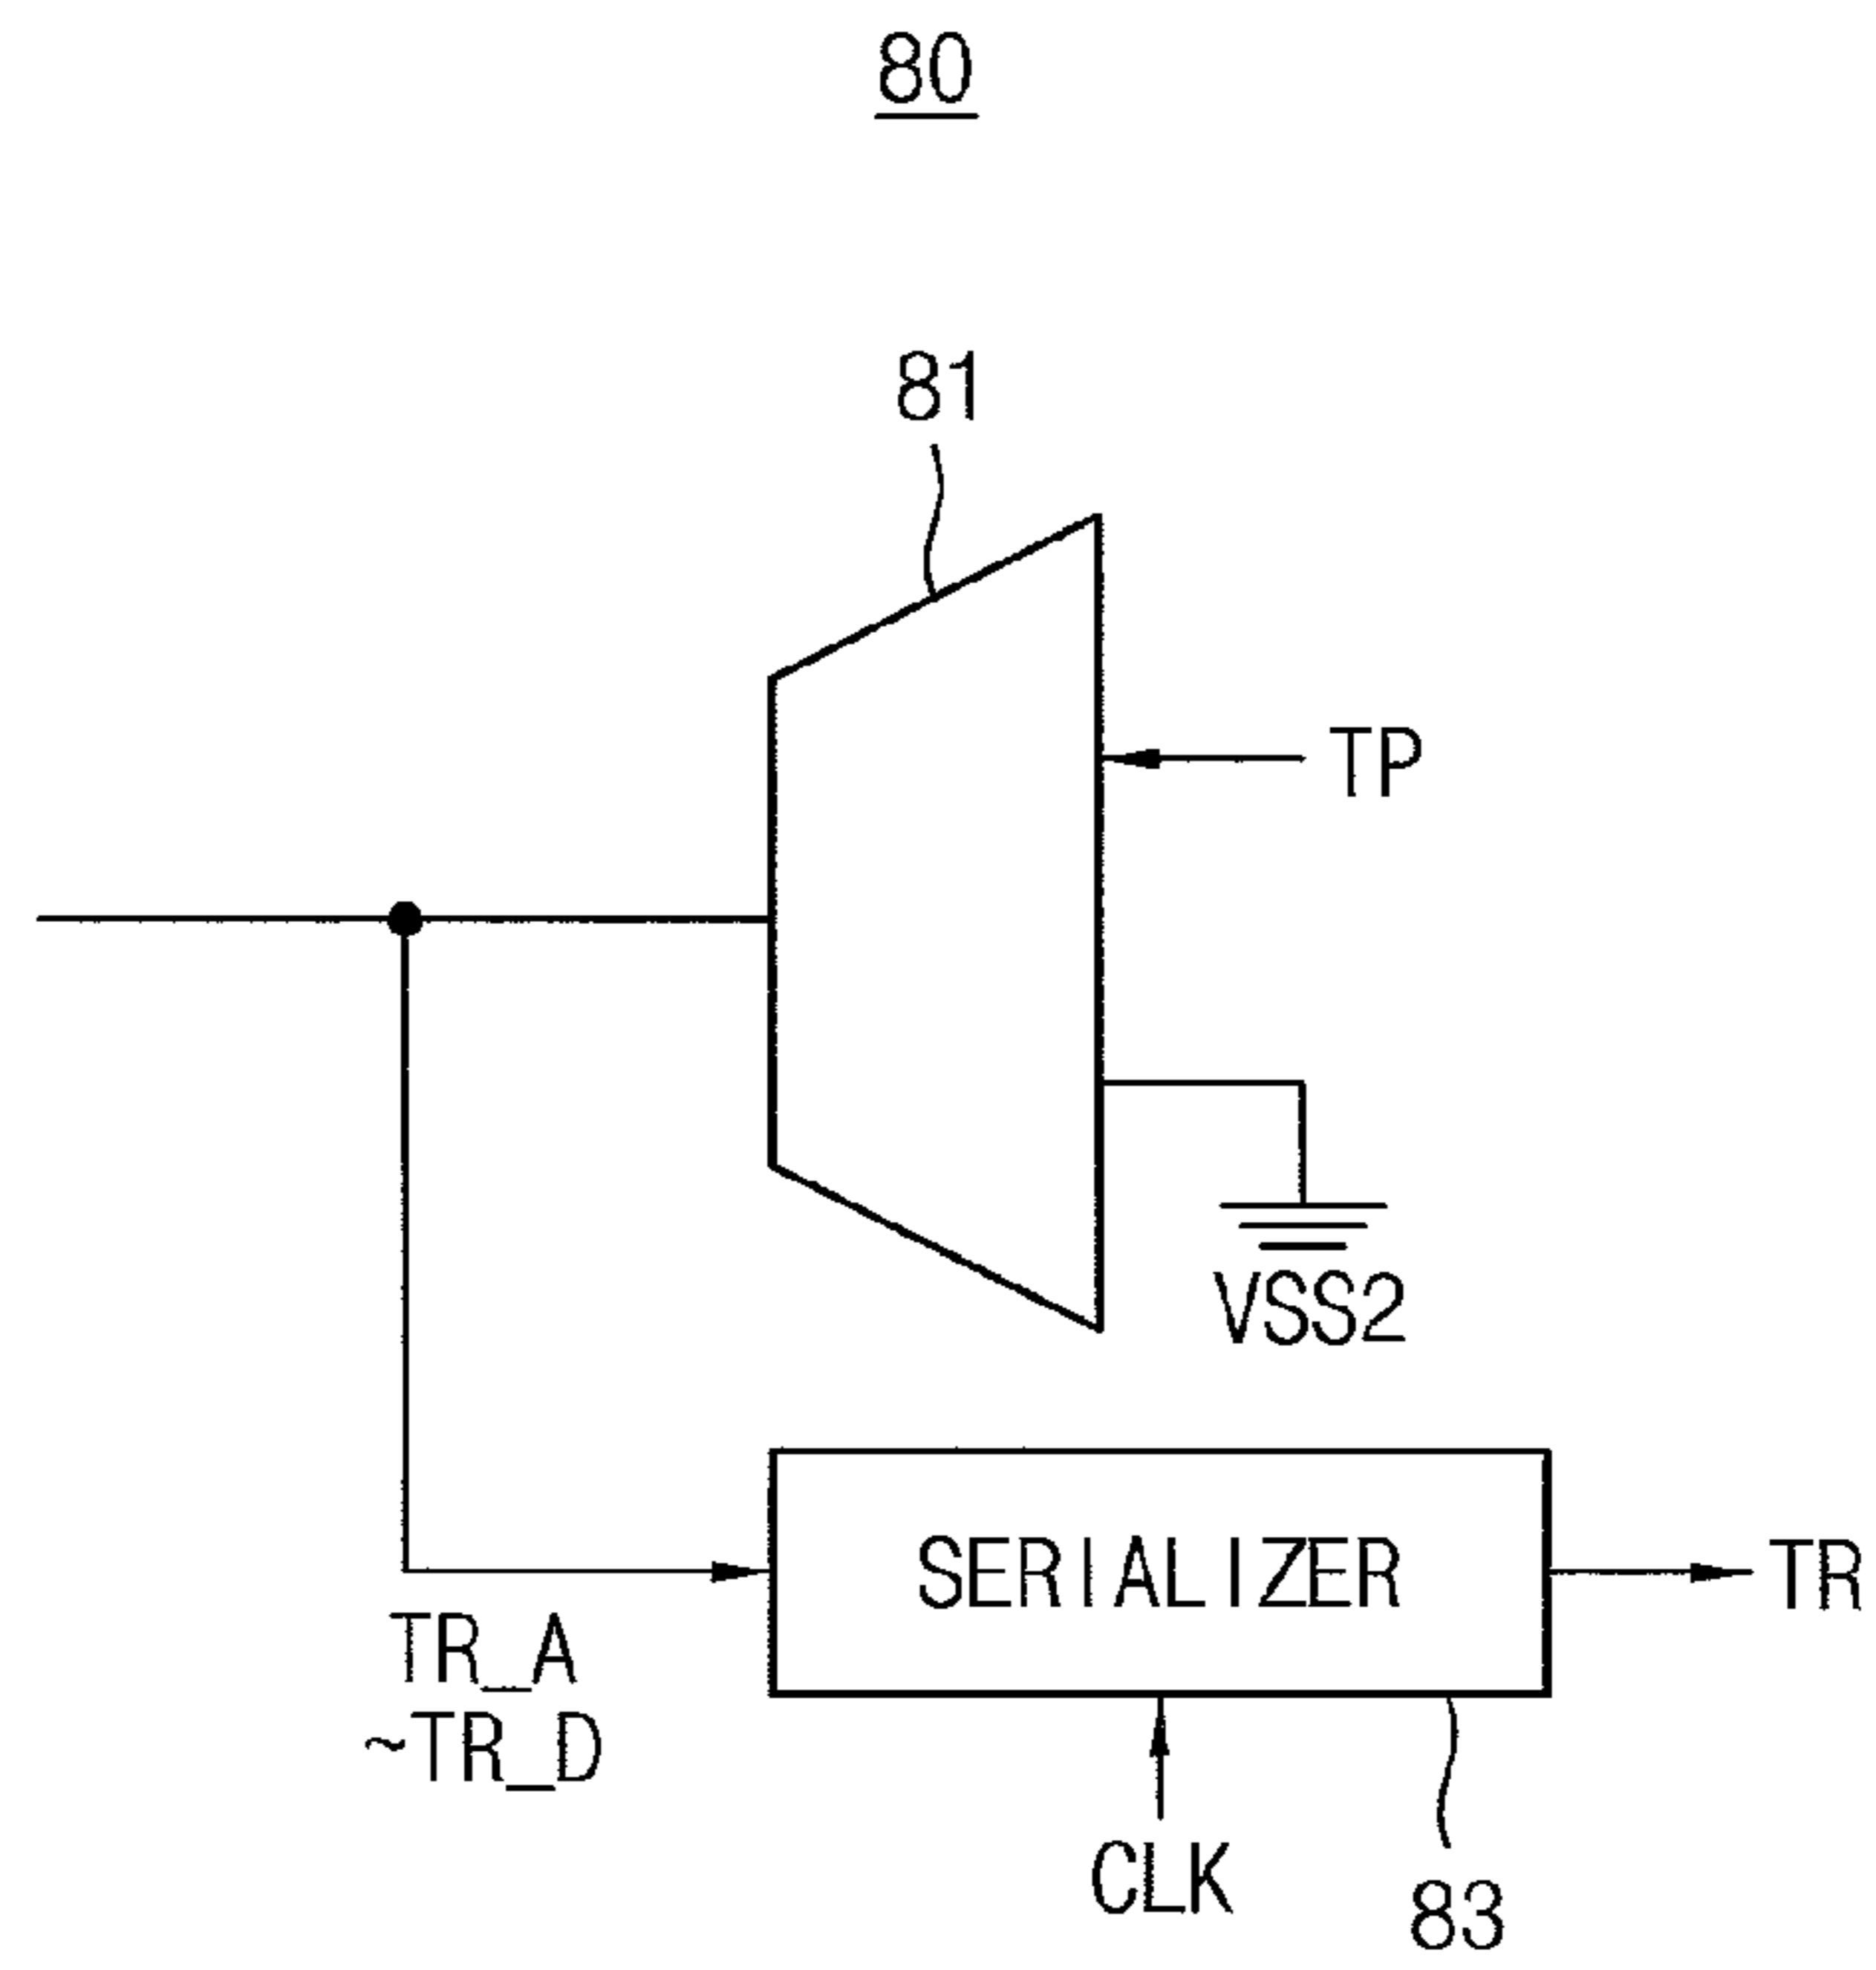 80
81
TP
VSS2
SERIALIZER
TR
TR_A
~TR_D
CLK
83